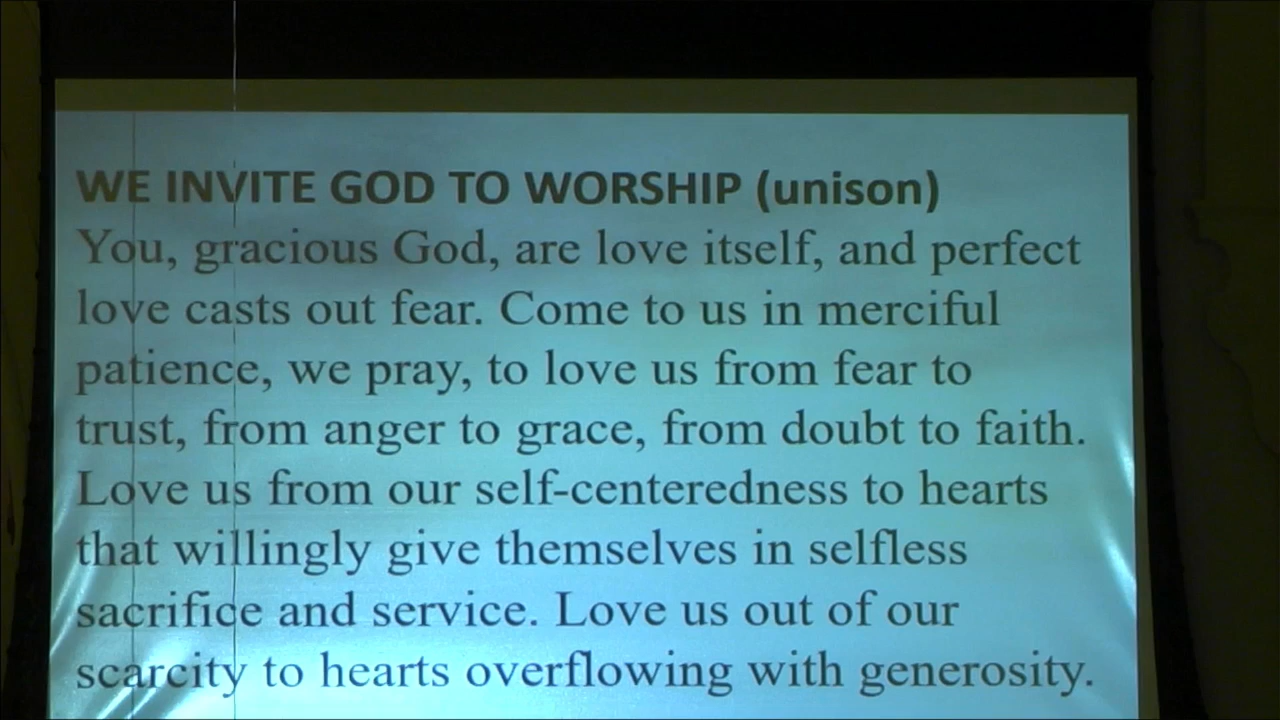 WE INVITE GOD TO WORSHIP (unison)
You, gracious God, are love itself, and perfect
love casts out fear. Come to us in merciful
patience, we pray, to love us from fear to
trust, from anger to grace, from doubt to faith.
Love us from our self-centeredness to hearts
that willingly give themselves in selfless
sacrifice and service. Love us out of our
scarcity to hearts overflowing with generosity.